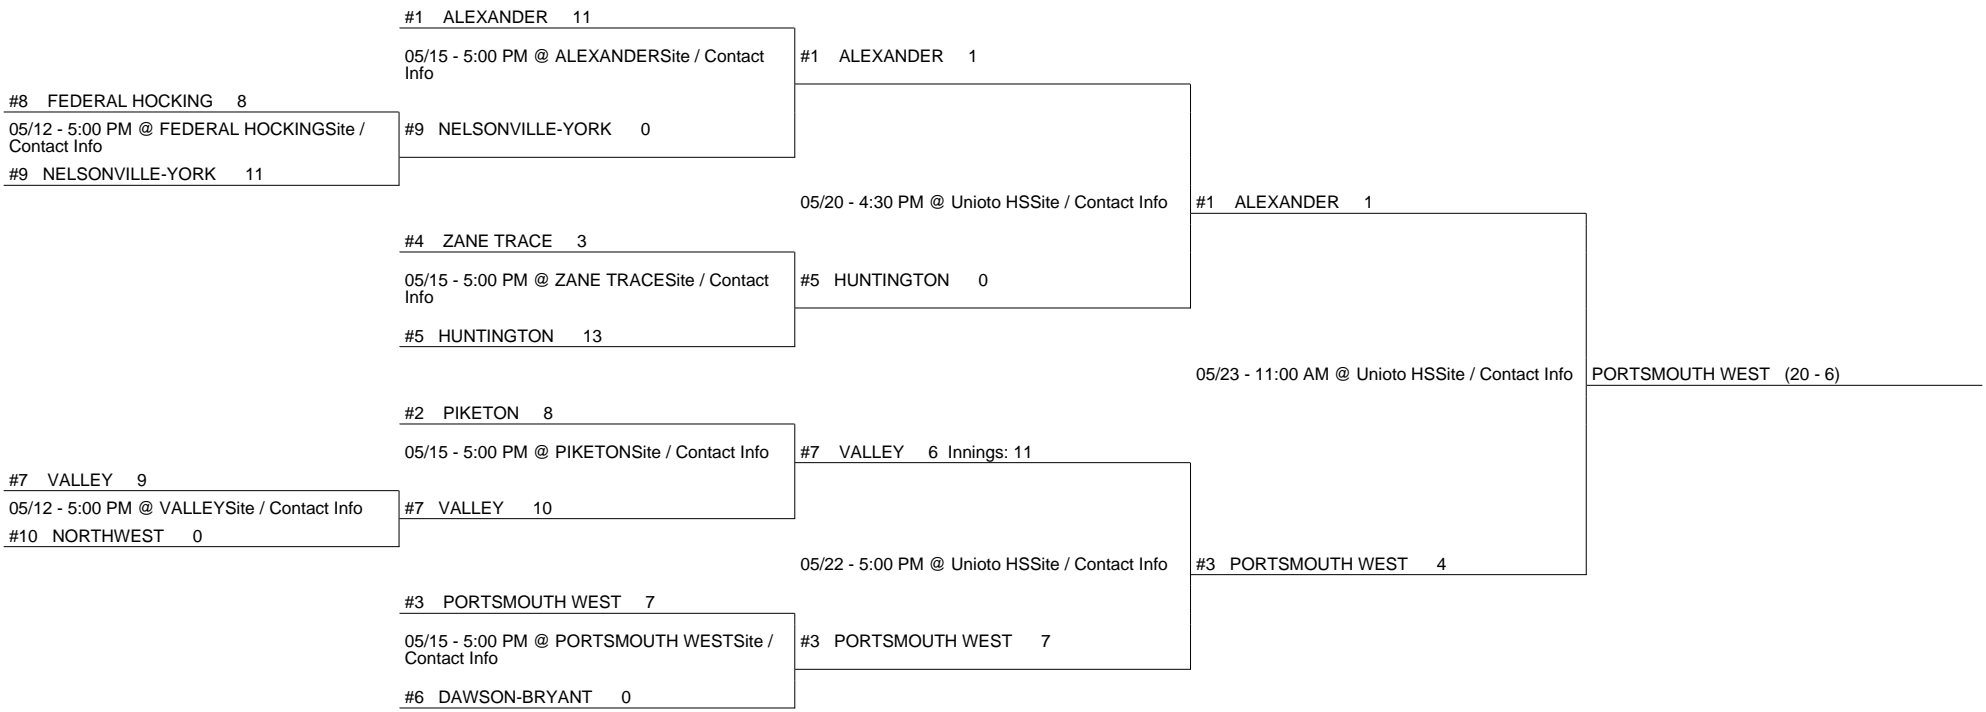 #8 FEDERAL HOCKING 8
05/12 - 5:00 PM @ FEDERAL HOCKINGSite /
Contact Info
#9 NELSONVILLE-YORK 11
#7 VALLEY 9
05/12 - 5:00 PM @ VALLEYSite / Contact Info
#10 NORTHWEST 0
#1 ALEXANDER 11
05/15 - 5:00 PM @ ALEXANDERSite / Contact
Info
#9 NELSONVILLE-YORK 0
#4 ZANE TRACE 3
05/15 - 5:00 PM @ ZANE TRACESite / Contact
Info
#5 HUNTINGTON 13
#2 PIKETON 8
05/15 - 5:00 PM @ PIKETONSite / Contact Info
#7 VALLEY 10
#3 PORTSMOUTH WEST 7
05/15 - 5:00 PM @ PORTSMOUTH WESTSite /
Contact Info
#6 DAWSON-BRYANT 0
#1 ALEXANDER 1
05/20 - 4:30 PM @ Unioto HSSite / Contact Info
#5 HUNTINGTON 0
#7 VALLEY 6 Innings: 11
05/22 - 5:00 PM @ Unioto HSSite / Contact Info
#3 PORTSMOUTH WEST 7
#1 ALEXANDER 1
05/23 - 11:00 AM @ Unioto HSSite / Contact Info
#3 PORTSMOUTH WEST 4
PORTSMOUTH WEST (20 - 6)